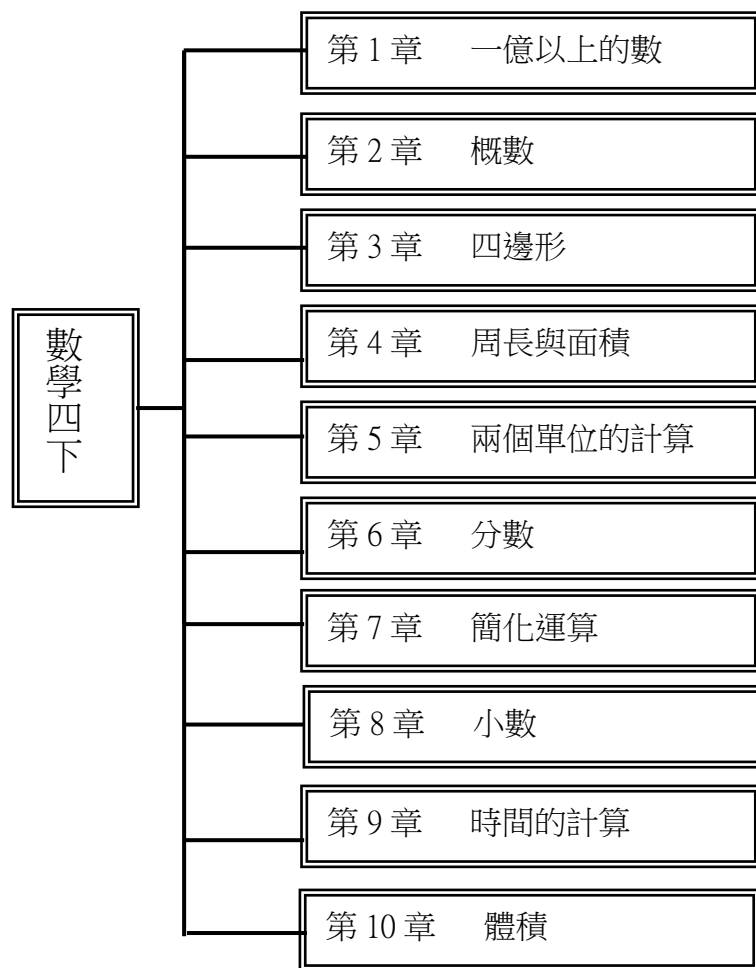 數學四下
第 1 章 一億以上的數
第 2 章 概數
第 3 章 四邊形
第 4 章 周長與面積
第 5 章 兩個單位的計算
第 6 章 分數
第 7 章 簡化運算
第 8 章 小數
第 9 章 時間的計算
第 10 章 體積